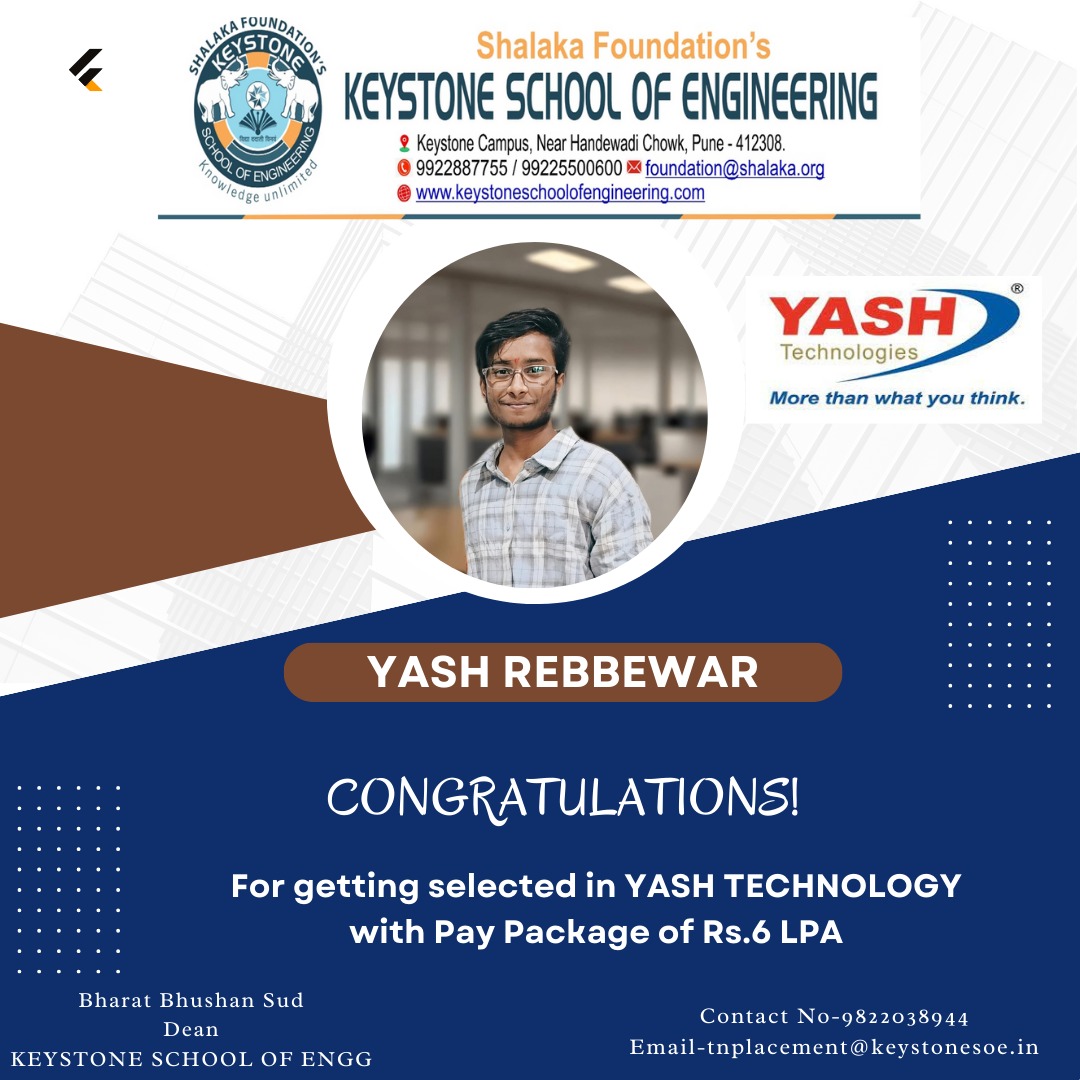 SHALAKA FOUNDATION'S
KEYSTONE
SCHOOL OF ENGINEERING
Knowledge unlimited
Shalaka Foundation's
KEYSTONE SCHOOL OF ENGINEERING
Keystone Campus, Near Handewadi Chowk, Pune - 412308.
9922887755 / 99225500600 foundation@shalaka.org
www.keystoneschoolofengineering.com
YASH ®
Technologies
More than what you think.
YASH REBBEWAR
CONGRATULATIONS!
For getting selected in YASH TECHNOLOGY
with Pay Package of Rs.6 LPA
Bharat Bhushan Sud
Dean
KEYSTONE SCHOOL OF ENGG
Contact No-9822038944
Email-tnplacement@keystonesoe.in